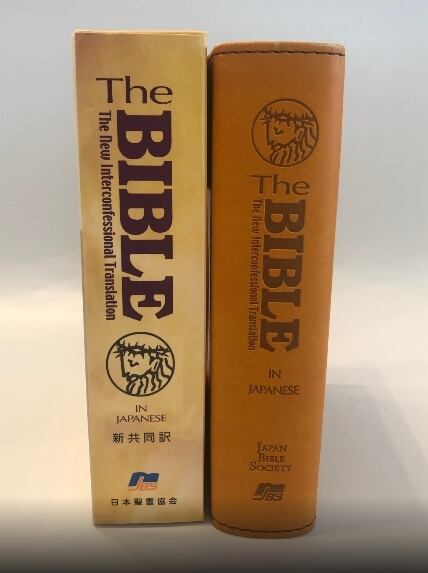 The
BIBLE
The New Interconfessional Translation
IN
JAPANESE
新共同訳
JBS
日本聖書協会
The
BIBLE
The New Interconfessional Translation
IN
JAPANESE
JAPAN
BIBLE
SOCIETY
JBS